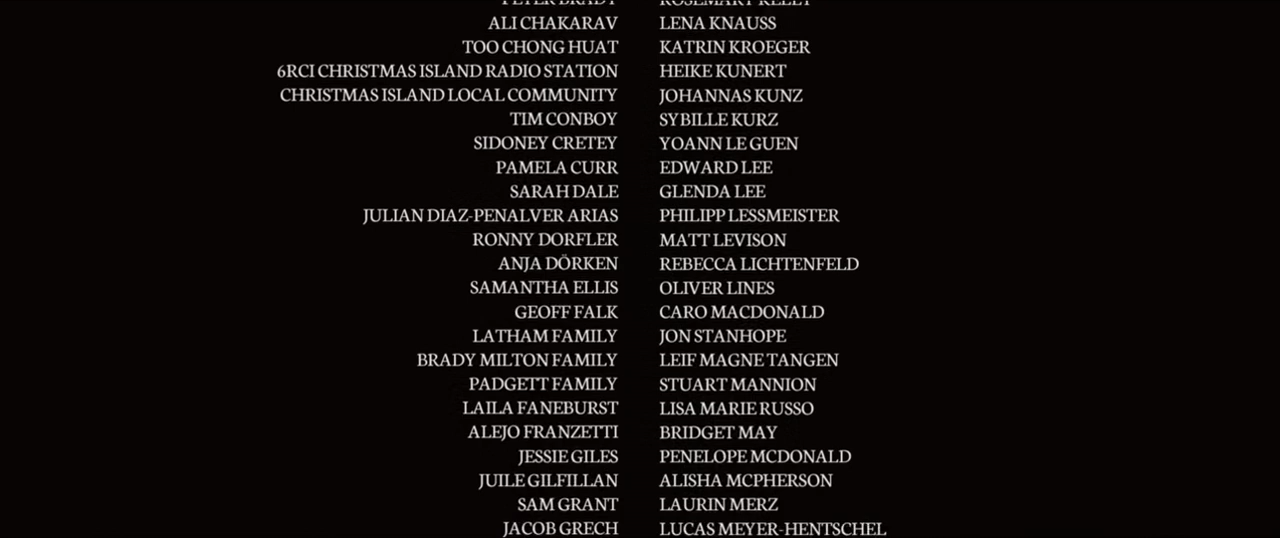 PETER BRADY
ALI CHAKARAV
TOO CHONG HUAT
6RCI CHRISTMAS ISLAND RADIO STATION
CHRISTMAS ISLAND LOCAL COMMUNITY
TIM CONBOY
SIDONEY CRETEY
PAMELA CURR
SARAH DALE
JULIAN DIAZ-PENALVER ARIAS
RONNY DORFLER
ANJA DÖRKEN
SAMANTHA ELLIS
GEOFF FALK
LATHAM FAMILY
BRADY MILTON FAMILY
PADGETT FAMILY
LAILA FANEBURST
ALEJO FRANZETTI
JESSIE GILES
JUILE GILFILLAN
SAM GRANT
JACOB GRECH
ROSEMARY KELLY
LENA KNAUSS
KATRIN KROEGER
HEIKE KUNERT
JOHANNAS KUNZ
SYBILLE KURZ
YOANN LE GUEN
EDWARD LEE
GLENDA LEE
PHILIPP LESSMEISTER
MATT LEVISON
REBECCA LICHTENFELD
OLIVER LINES
CARO MACDONALD
JON STANHOPE
LEIF MAGNE TANGEN
STUART MANNION
LISA MARIE RUSSO
BRIDGET MAY
PENELOPE MCDONALD
ALISHA MCPHERSON
LAURIN MERZ
LUCAS MEYER-HENTSCHEL